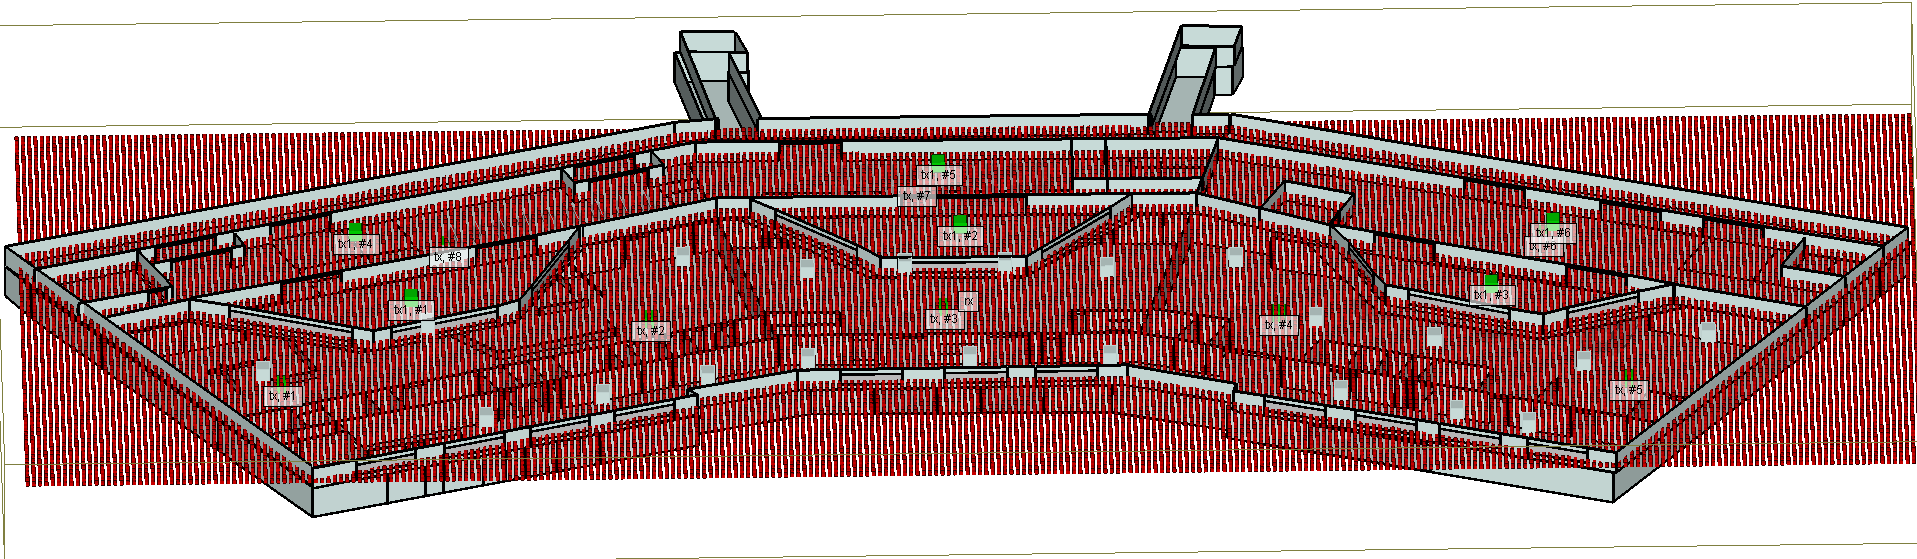 tx1, #5
tx, #7
tx1, #2
tx1, #4
tx, #8
tx1, #6
tx, #6
tx1, #1
tx1, #3
rx
tx, #3
tx, #2
tx, #4
tx, #1
tx, #5